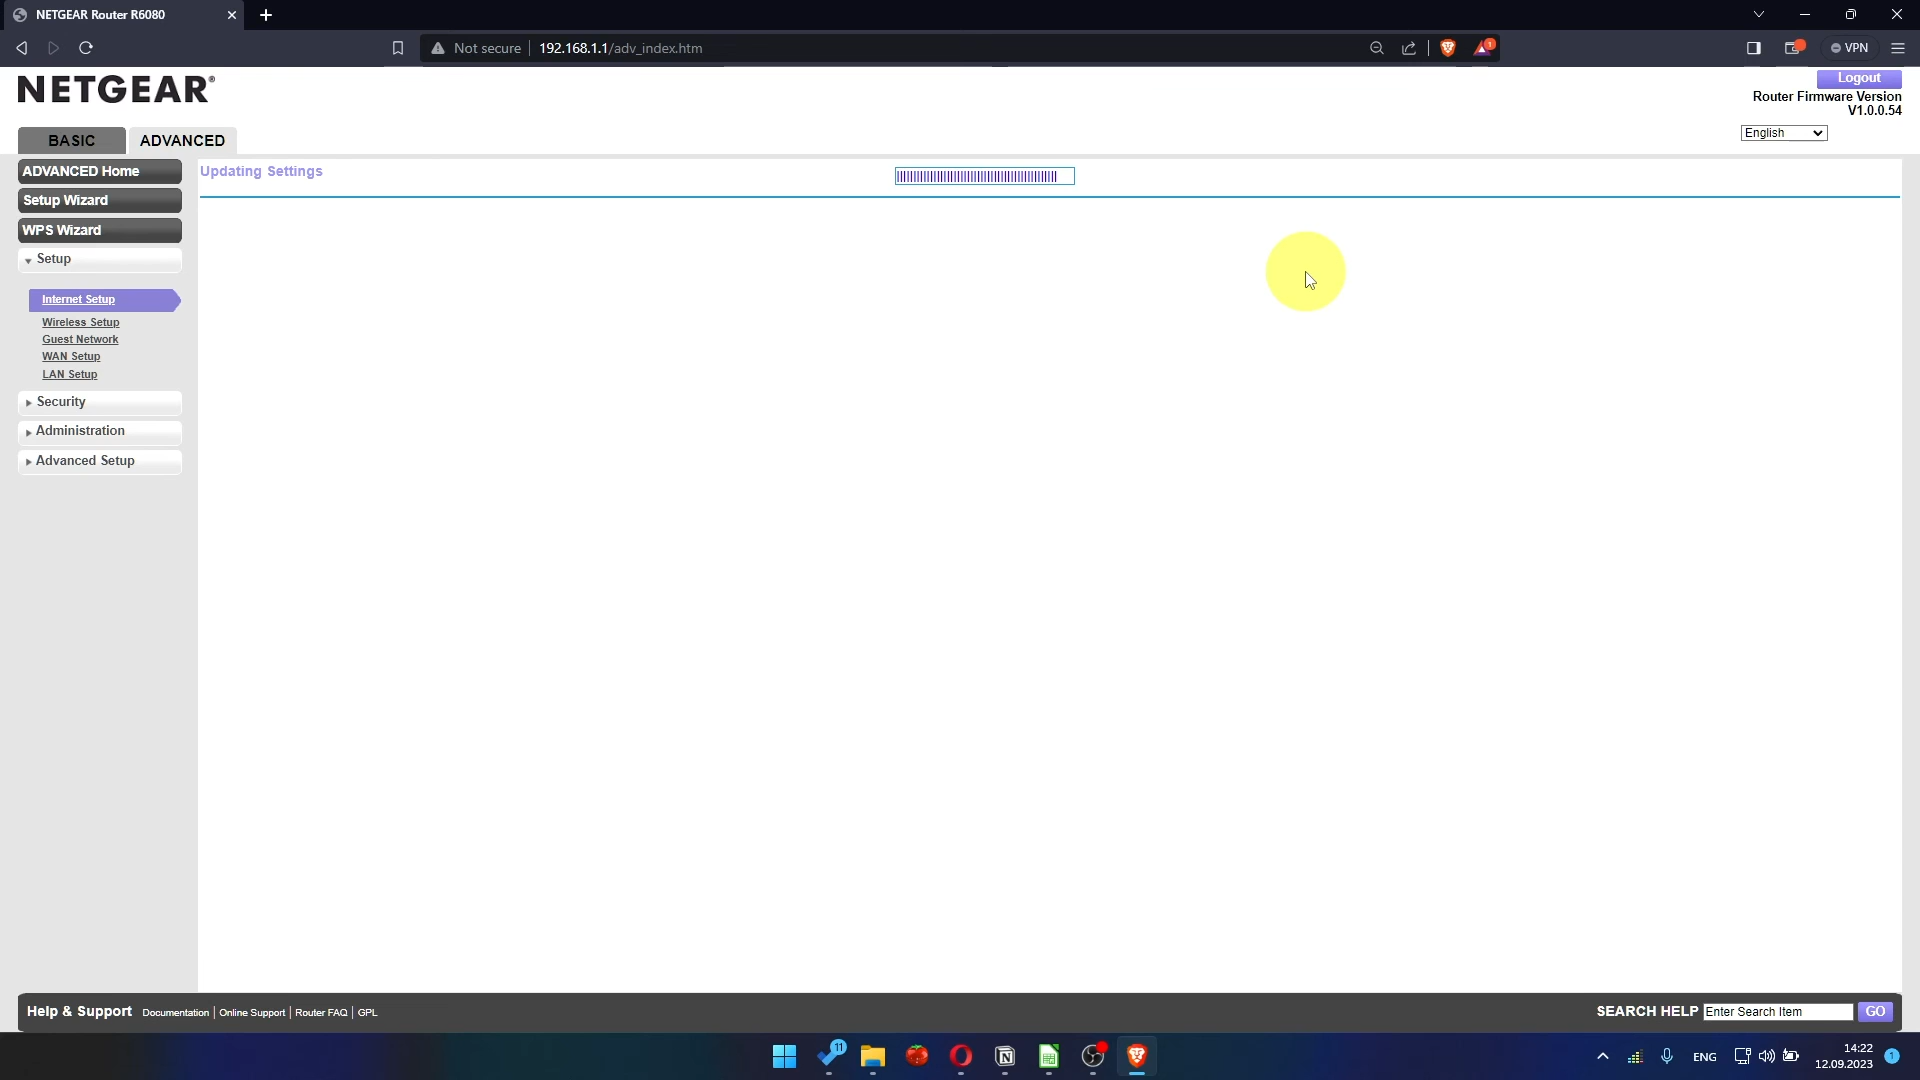 NETGEAR Router R6080
Not secure 192.168.1.1/adv_index.htm
1
VPN
NETGEAR®
Logout
Router Firmware Version
V1.0.0.54
English
BASIC
ADVANCED
ADVANCED Home
Setup Wizard
WPS Wizard
Setup
Internet Setup
Wireless Setup
Guest Network
WAN Setup
LAN Setup
Security
Administration
Advanced Setup
Updating Settings
Help & Support Documentation | Online Support | Router FAQ | GPL
SEARCH HELP Enter Search Item GO
11
ENG
14:22
12.09.2023
1